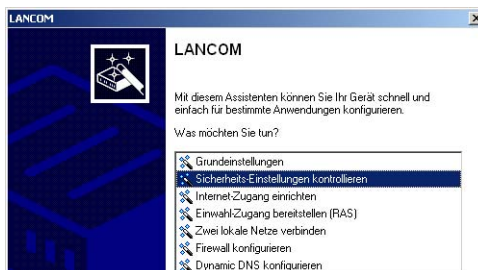 LANCOM
LANCOM
Mit diesem Assistenten können Sie Ihr Gerät schnell und
einfach für bestimmte Anwendungen konfigurieren.
Was möchten Sie tun?
Grundeinstellungen
Sicherheits-Einstellungen kontrollieren
Internet-Zugang einrichten
Einwahl-Zugang bereitstellen (RAS)
Zwei lokale Netze verbinden
Firewall konfigurieren
Dynamic DNS konfigurieren